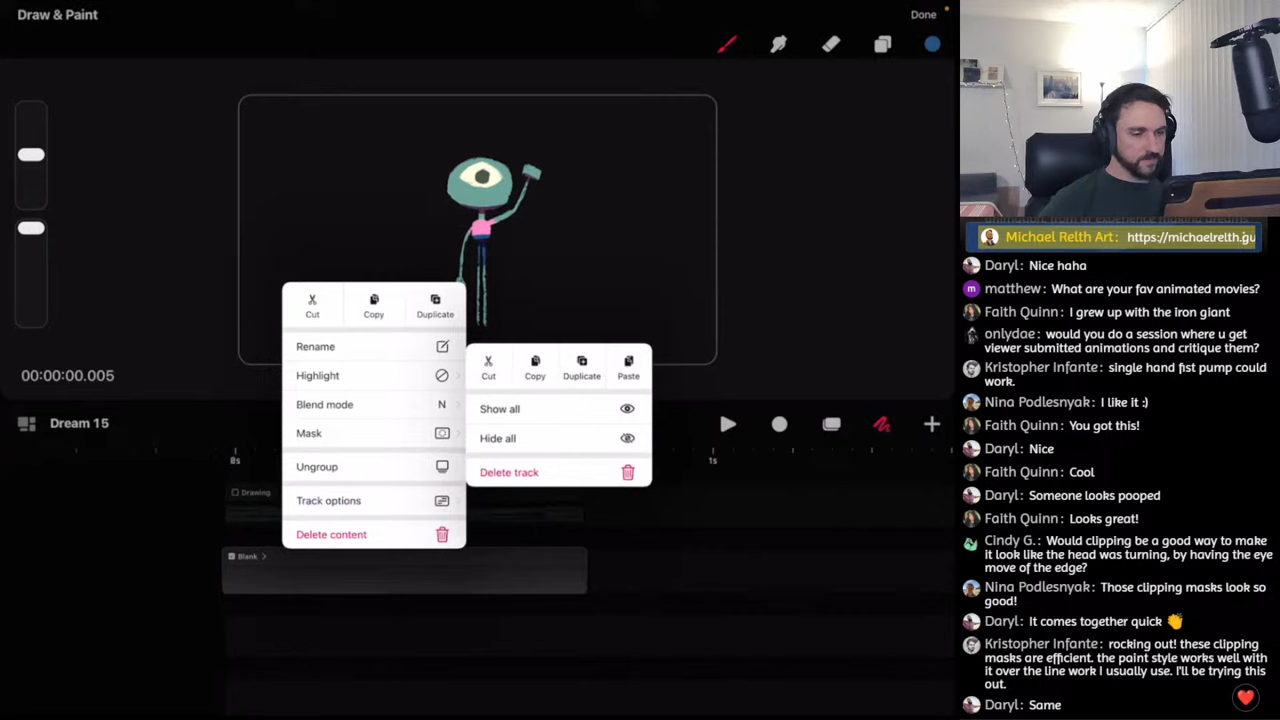 Draw & Paint
Done
00:00:00.005
Dream 15
0s
1s
Drawing
Blank
Cut
Copy
Duplicate
Rename
Highlight
Blend mode
N
Mask
Ungroup
Track options
Delete content
Cut
Copy
Duplicate
Paste
Show all
Hide all
Delete track
Michael Relth Art: https://michaelrelth.gu
Daryl: Nice haha
m
matthew: What are your fav animated movies?
Faith Quinn: I grew up with the iron giant
onlydae: would you do a session where u get
viewer submitted animations and critique them?
Kristopher Infante: single hand fist pump could
work.
Nina Podlesnyak: I like it :)
Faith Quinn: You got this!
Daryl: Nice
Faith Quinn: Cool
Daryl: Someone looks pooped
Faith Quinn: Looks great!
Cindy G.: Would clipping be a good way to make
it look like the head was turning, by having the eye
move of the edge?
Nina Podlesnyak: Those clipping masks look so
good!
Daryl: It comes together quick 👏
Kristopher Infante: rocking out! these clipping
masks are efficient. the paint style works well with
it over the line work I usually use. I'll be trying this
out.
Daryl: Same